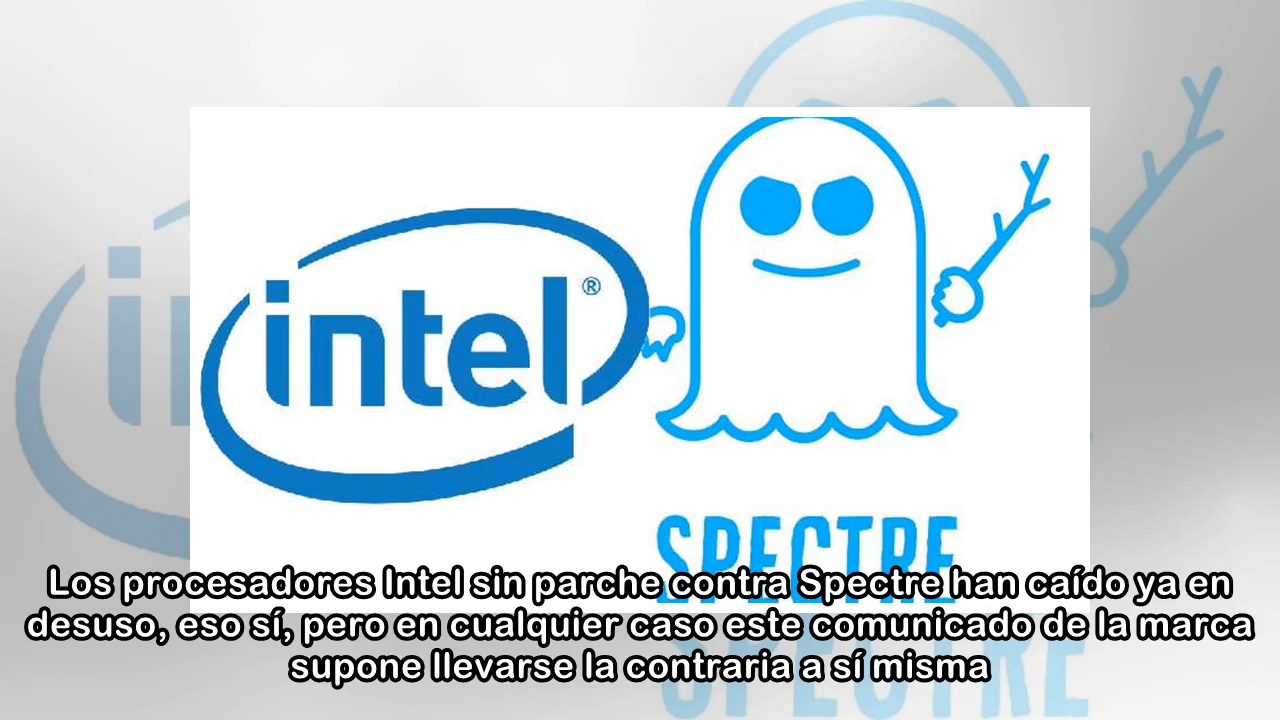 intel®
SPECTRE
Los procesadores Intel sin parche contra Spectre han caído ya en
desuso, eso sí, pero en cualquier caso este comunicado de la marca
supone llevarse la contraria a sí misma